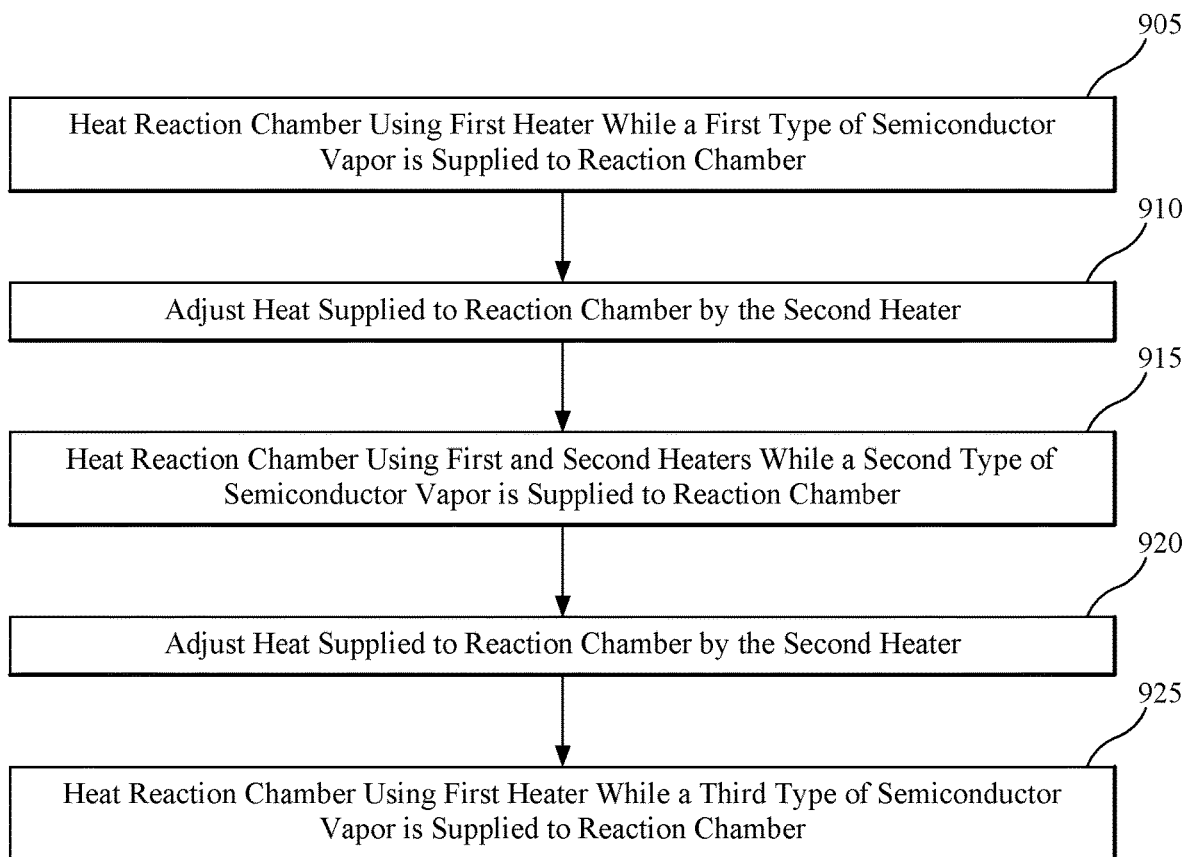 905
Heat Reaction Chamber Using First Heater While a First Type of Semiconductor
Vapor is Supplied to Reaction Chamber
910
Adjust Heat Supplied to Reaction Chamber by the Second Heater
915
Heat Reaction Chamber Using First and Second Heaters While a Second Type of
Semiconductor Vapor is Supplied to Reaction Chamber
920
Adjust Heat Supplied to Reaction Chamber by the Second Heater
925
Heat Reaction Chamber Using First Heater While a Third Type of Semiconductor
Vapor is Supplied to Reaction Chamber